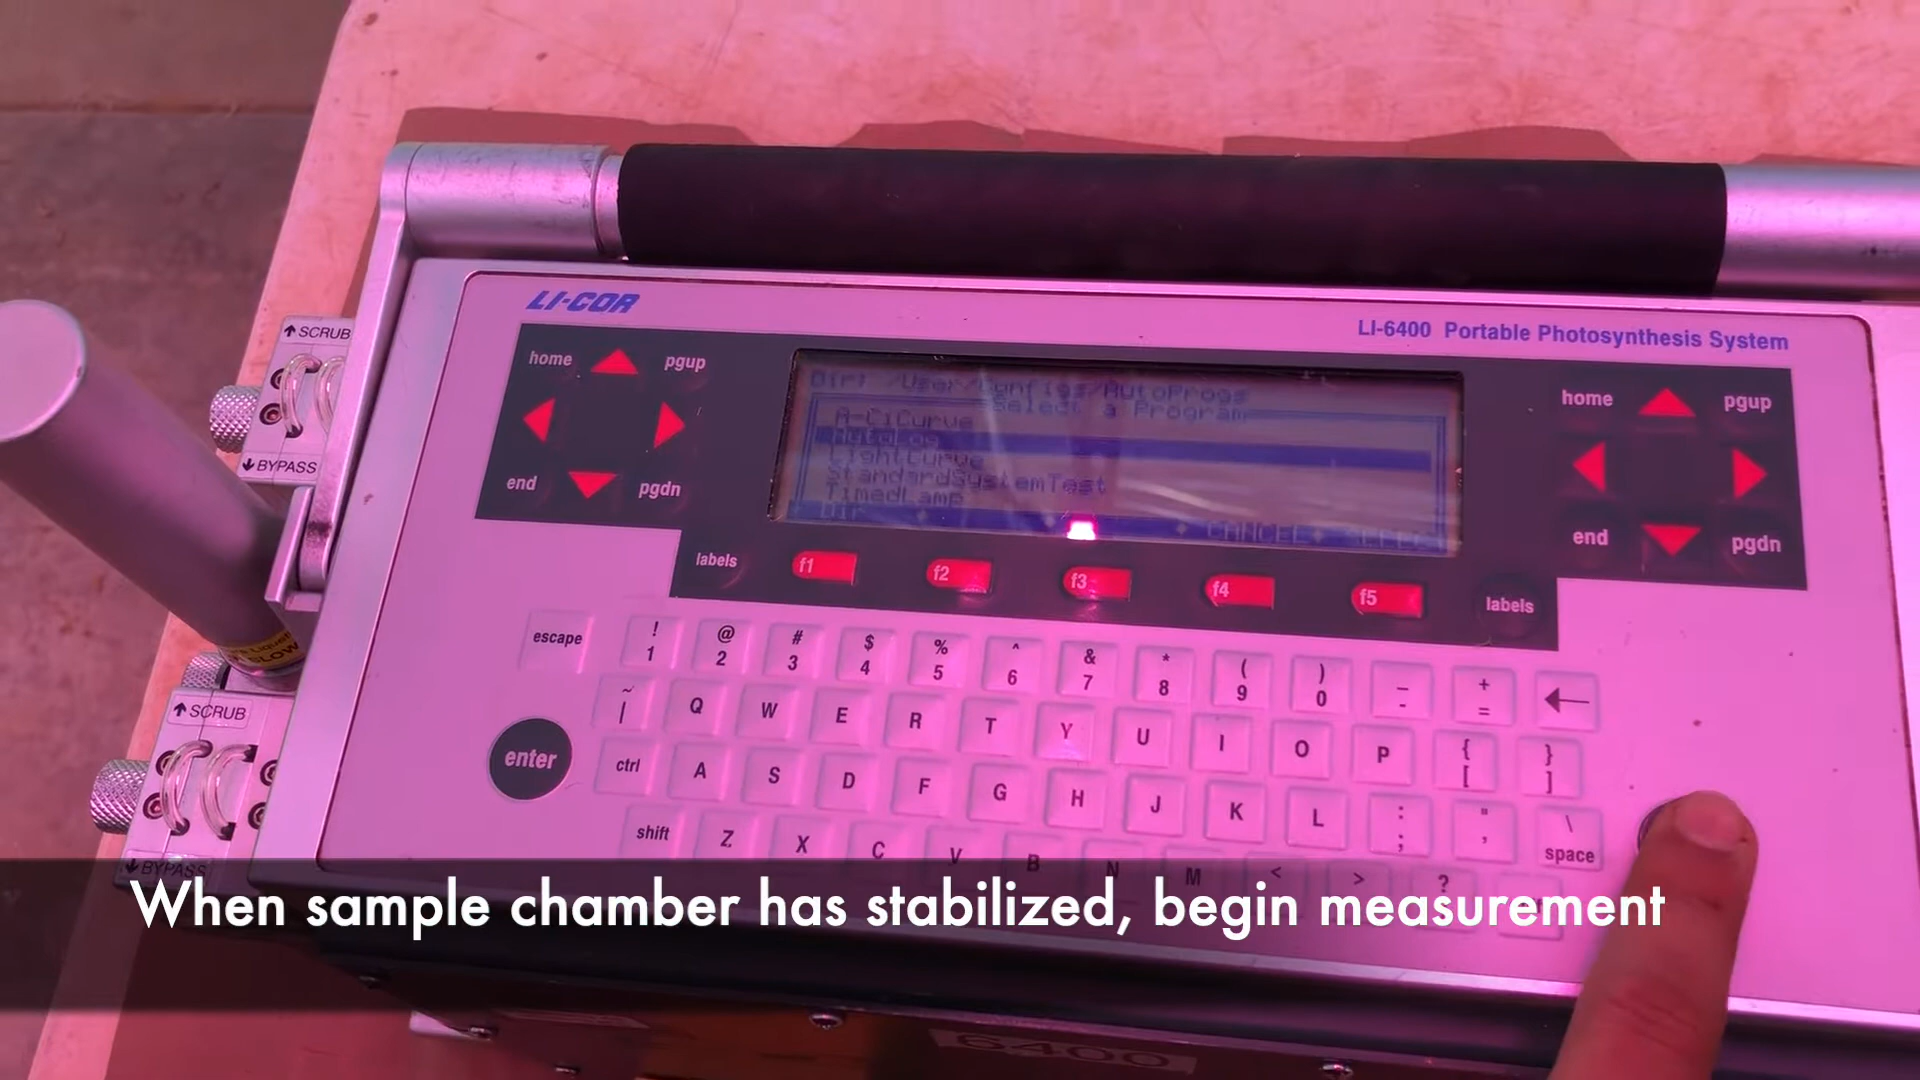 LI-COR
LI-6400 Portable Photosynthesis System
↑ SCRUB
↓ BYPASS
home pgup
end pgdn
Dir: /User/Configs/AutoProgs
Select a Program
A-CiCurve
AutoLog
LightCurve
StandardSystemTest
TimedLamp
Dir CANCEL
home pgup
end pgdn
labels f1 f2 f3 f4 f5 labels
escape ! 1 @ 2 # 3 $ 4 % 5 ^ 6 & 7 * 8 ( 9 ) 0 _ - + = ←
~ | Q W E R T Y U I O P { [ } ]
enter ctrl A S D F G H J K L : ; " , \ space
shift Z X C V B N M < > ?
↑ SCRUB
↓ BYPASS
When sample chamber has stabilized, begin measurement
6400